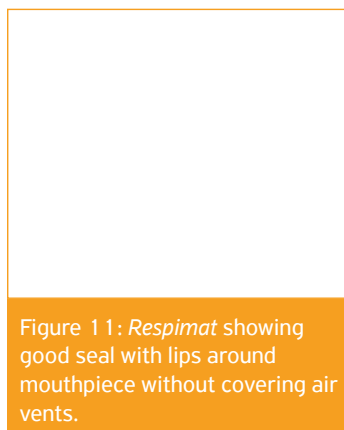 Figure 11: Respimat showing
good seal with lips around
mouthpiece without covering air
vents.